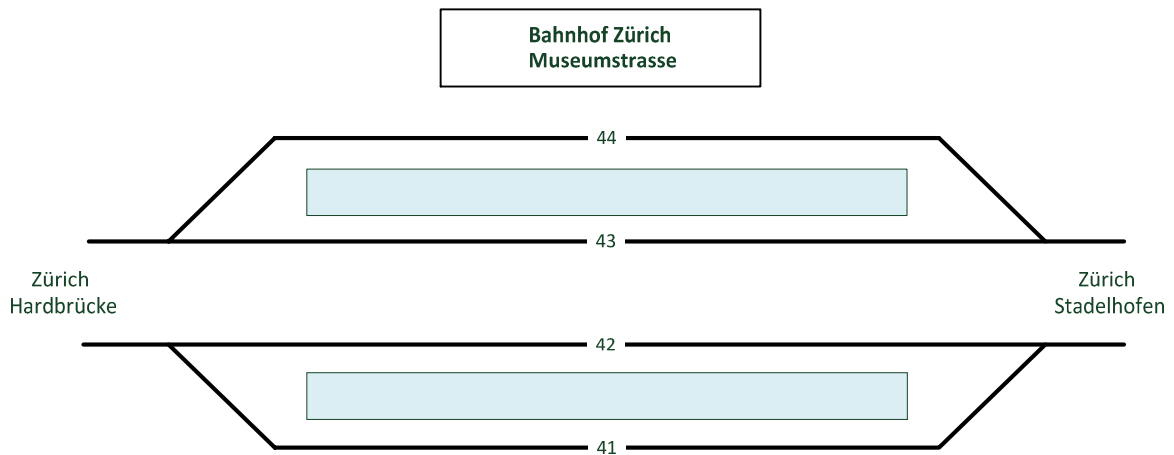 Bahnhof Zürich
Museumstrasse
44
43
Zürich
Hardbrücke
Zürich
Stadelhofen
42
41